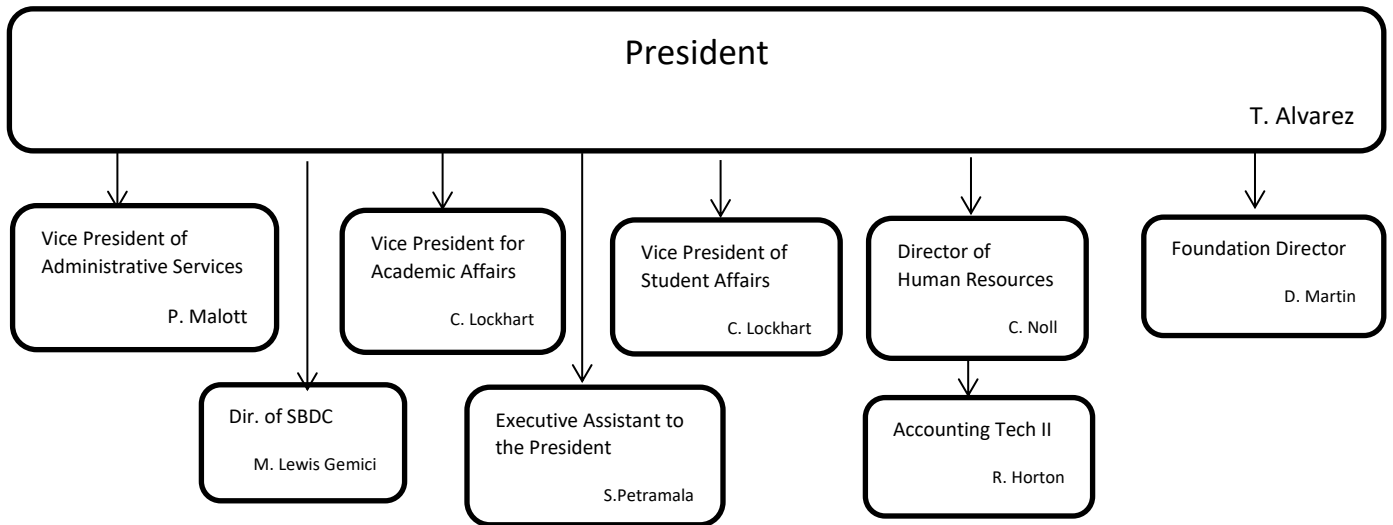 President
T. Alvarez
Vice President of
Administrative Services
P. Malott
Vice President for
Academic Affairs
C. Lockhart
Vice President of
Student Affairs
C. Lockhart
Director of
Human Resources
C. Noll
Foundation Director
D. Martin
Dir. of SBDC
M. Lewis Gemici
Executive Assistant to
the President
S.Petramala
Accounting Tech II
R. Horton